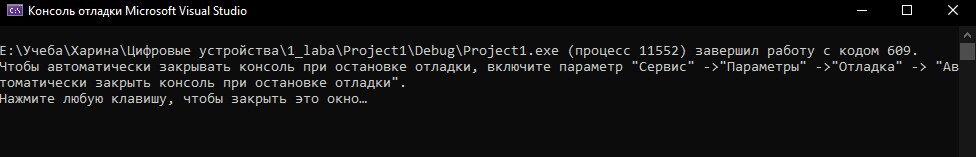 Консоль отладки Microsoft Visual Studio
E:\Учеба\Харина\Цифровые устройства\1_laba\Project1\Debug\Project1.exe (процесс 11552) завершил работу с кодом 609.
Чтобы автоматически закрывать консоль при остановке отладки, включите параметр "Сервис" ->"Параметры" ->"Отладка" -> "Ав
томатически закрыть консоль при остановке отладки".
Нажмите любую клавишу, чтобы закрыть это окно…